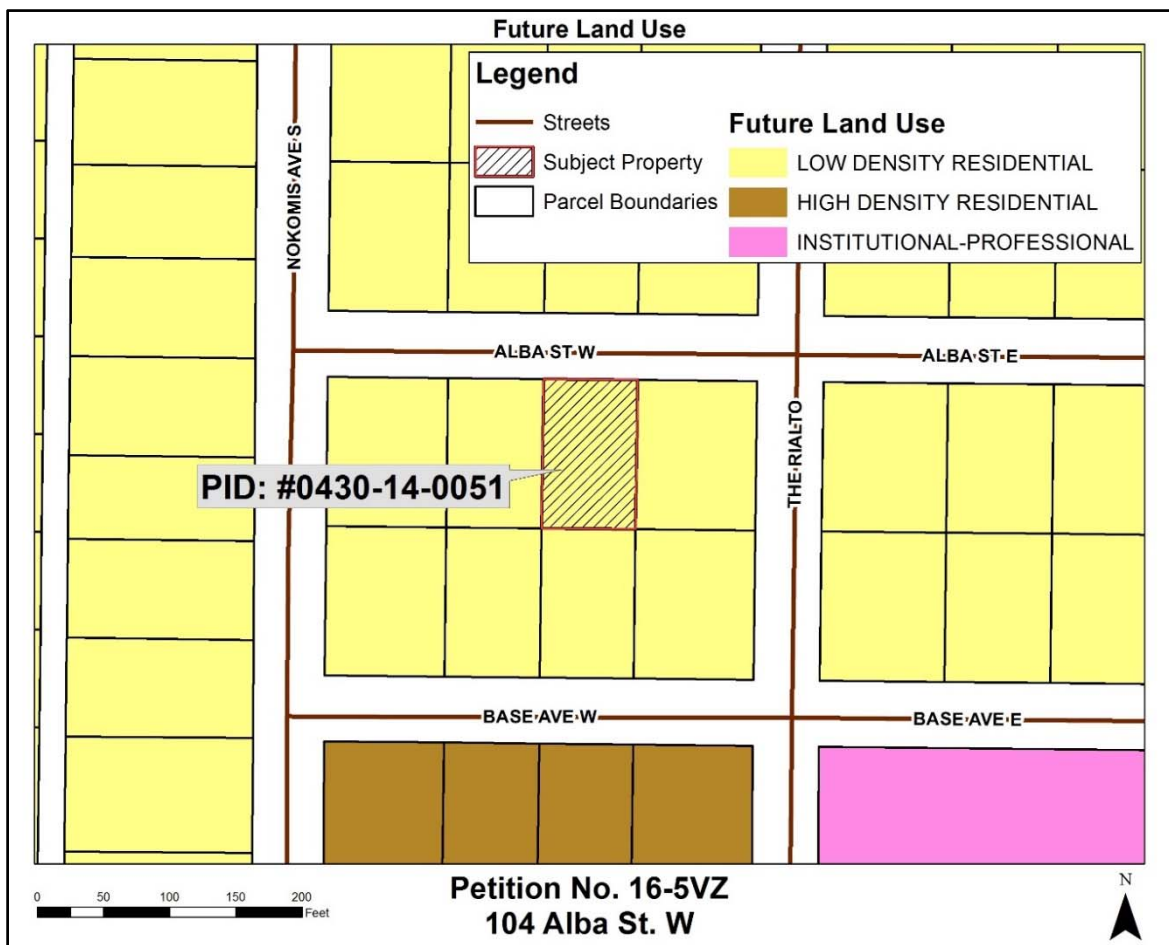 Future Land Use
Legend
Streets
Subject Property
Parcel Boundaries
Future Land Use
LOW DENSITY RESIDENTIAL
HIGH DENSITY RESIDENTIAL
INSTITUTIONAL-PROFESSIONAL
NOKOMIS AVE S
ALBA ST W
ALBA ST E
THE RIALTO
PID: #0430-14-0051
BASE AVE W
BASE AVE E
0 50 100 150 200
Feet
Petition No. 16-5VZ
104 Alba St. W
N